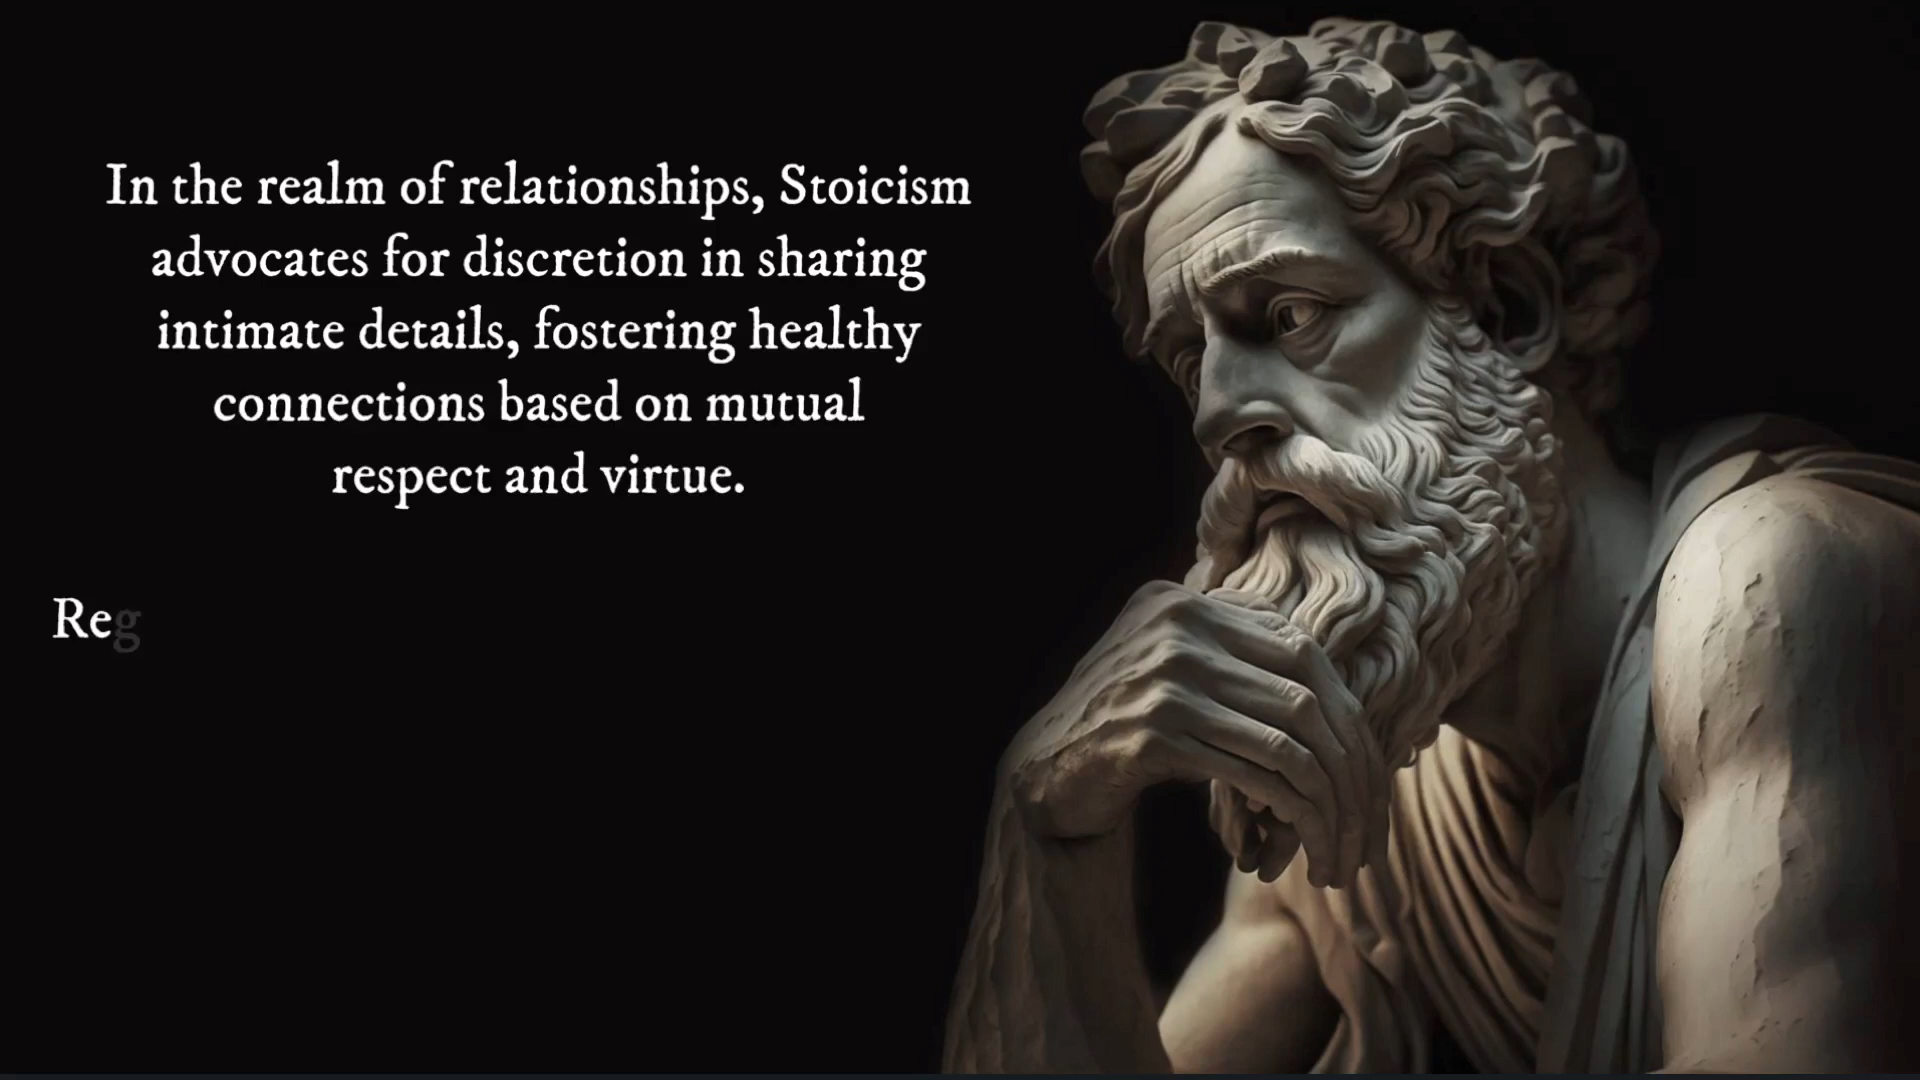 In the realm of relationships, Stoicism
advocates for discretion in sharing
intimate details, fostering healthy
connections based on mutual
respect and virtue.
Reg